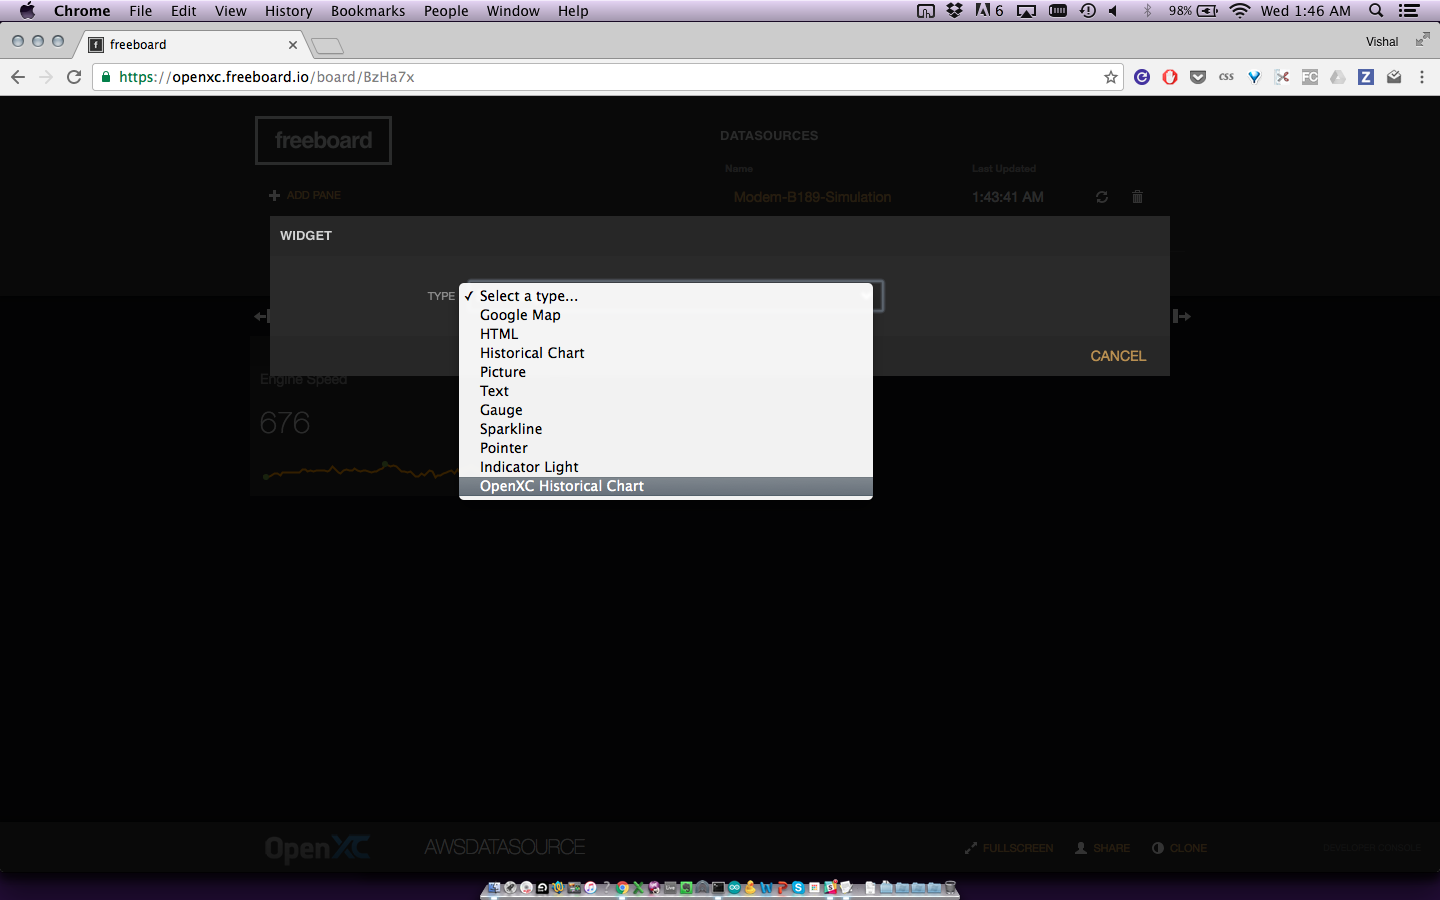 Chrome File Edit View History Bookmarks People Window Help 6 98% Wed 1:46 AM
freeboard Vishal
https://openxc.freeboard.io/board/BzHa7x css FC Z
freeboard
DATASOURCES
Name Last Updated
ADD PANE
Modem-B189-Simulation 1:43:41 AM
WIDGET
TYPE
✓ Select a type...
Google Map
HTML
Historical Chart
Picture
Text
Gauge
Sparkline
Pointer
Indicator Light
OpenXC Historical Chart
CANCEL
Engine Speed
676
OpenXC AWSDATASOURCE FULLSCREEN SHARE CLONE DEVELOPER CONSOLE